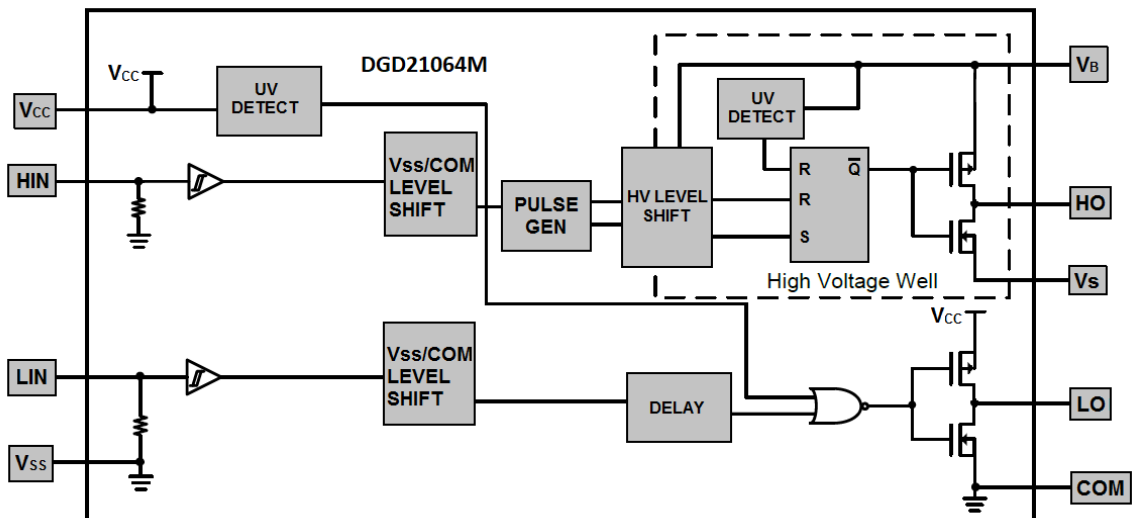 DGD21064M
VCC
VCC
UV
DETECT
VB
UV
DETECT
HIN
Vss/COM
LEVEL
SHIFT
PULSE
GEN
HV LEVEL
SHIFT
R
Q
R
S
HO
High Voltage Well
Vs
VCC
LIN
Vss/COM
LEVEL
SHIFT
DELAY
LO
VSS
COM